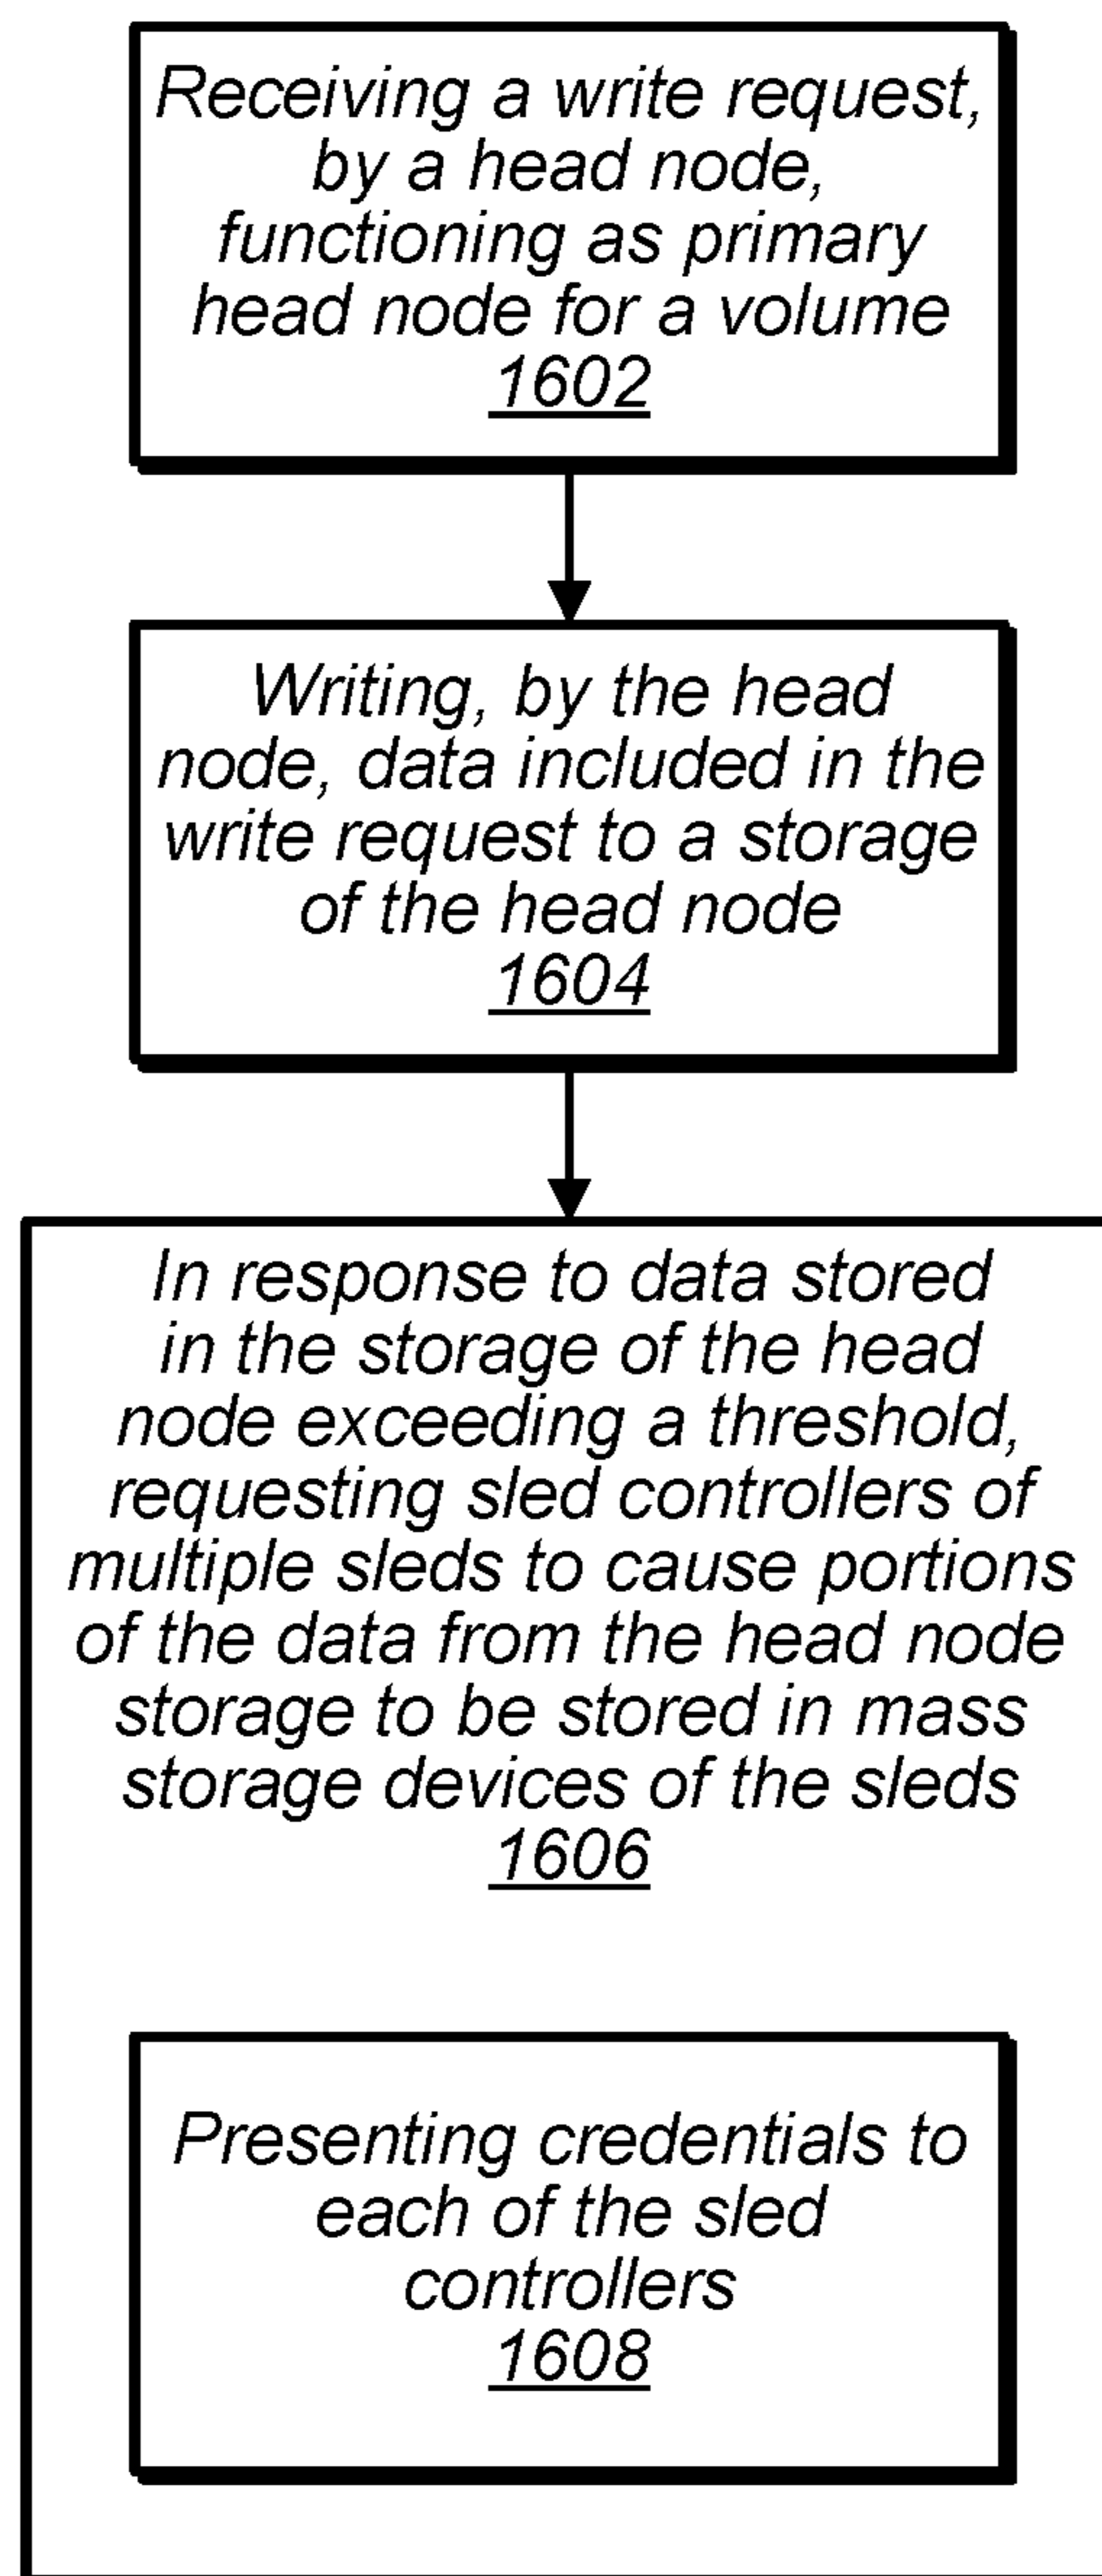 Receiving a write request,
by a head node,
functioning as primary
head node for a volume
1602
Writing, by the head
node, data included in the
write request to a storage
of the head node
1604
In response to data stored
in the storage of the head
node exceeding a threshold,
requesting sled controllers of
multiple sleds to cause portions
of the data from the head node
storage to be stored in mass
storage devices of the sleds
1606
Presenting credentials to
each of the sled
controllers
1608